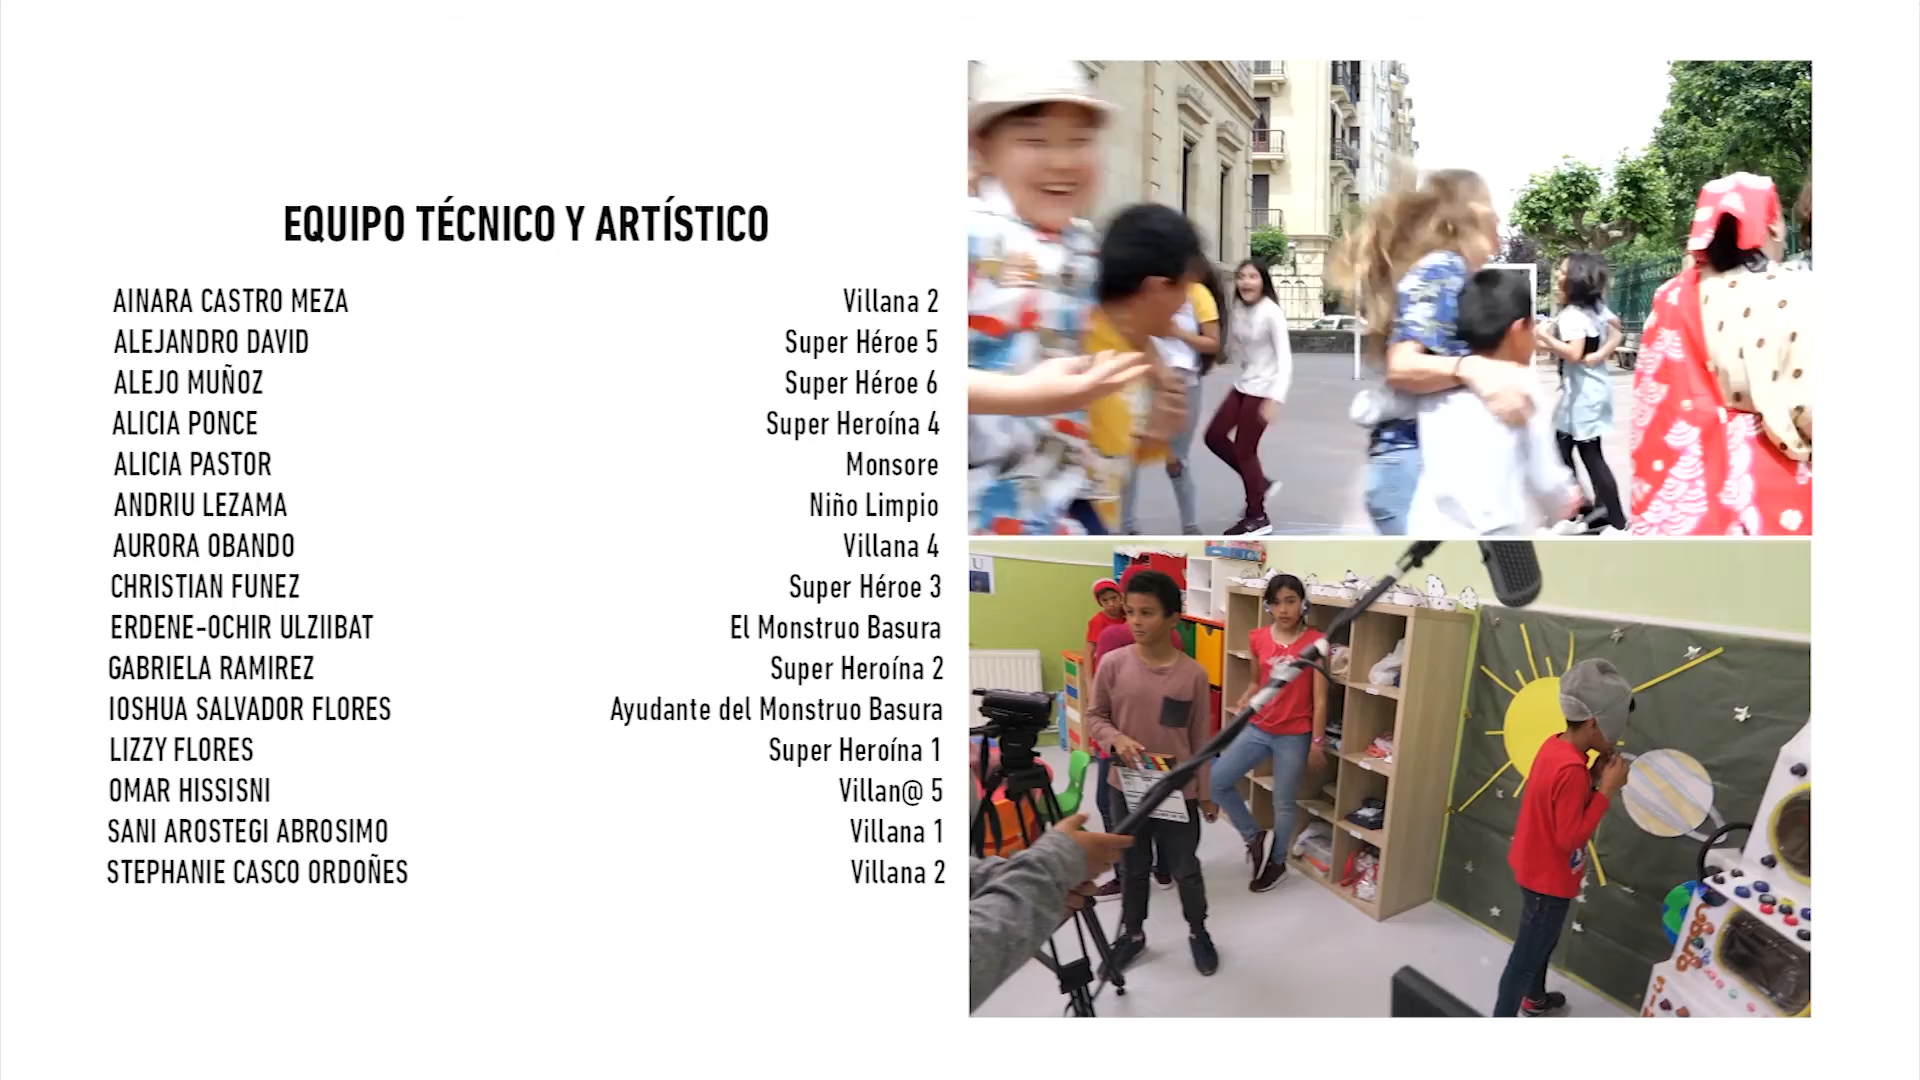 EQUIPO TÉCNICO Y ARTÍSTICO
AINARA CASTRO MEZA Villana 2
ALEJANDRO DAVID Super Héroe 5
ALEJO MUÑOZ Super Héroe 6
ALICIA PONCE Super Heroína 4
ALICIA PASTOR Monsore
ANDRIU LEZAMA Niño Limpio
AURORA OBANDO Villana 4
CHRISTIAN FUNEZ Super Héroe 3
ERDENE-OCHIR ULZIIBAT El Monstruo Basura
GABRIELA RAMIREZ Super Heroína 2
IOSHUA SALVADOR FLORES Ayudante del Monstruo Basura
LIZZY FLORES Super Heroína 1
OMAR HISSISNI Villan@ 5
SANI AROSTEGI ABROSIMO Villana 1
STEPHANIE CASCO ORDOÑES Villana 2